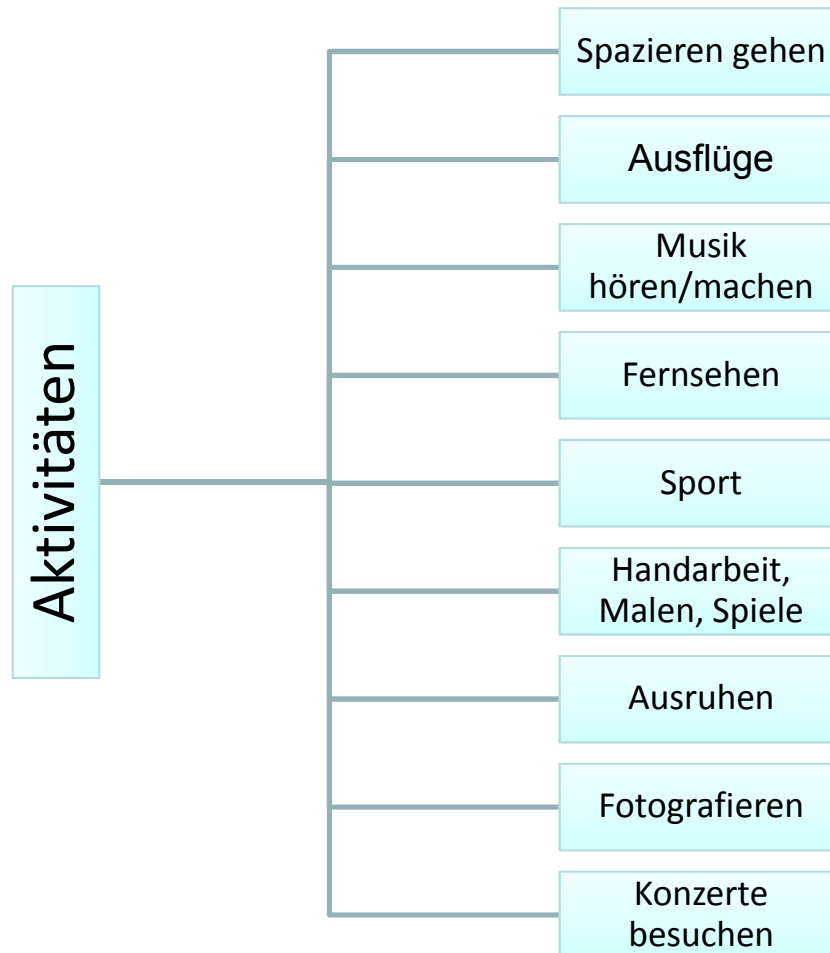 Aktivitäten
Spazieren gehen
Ausflüge
Musik
hören/machen
Fernsehen
Sport
Handarbeit,
Malen, Spiele
Ausruhen
Fotografieren
Konzerte
besuchen